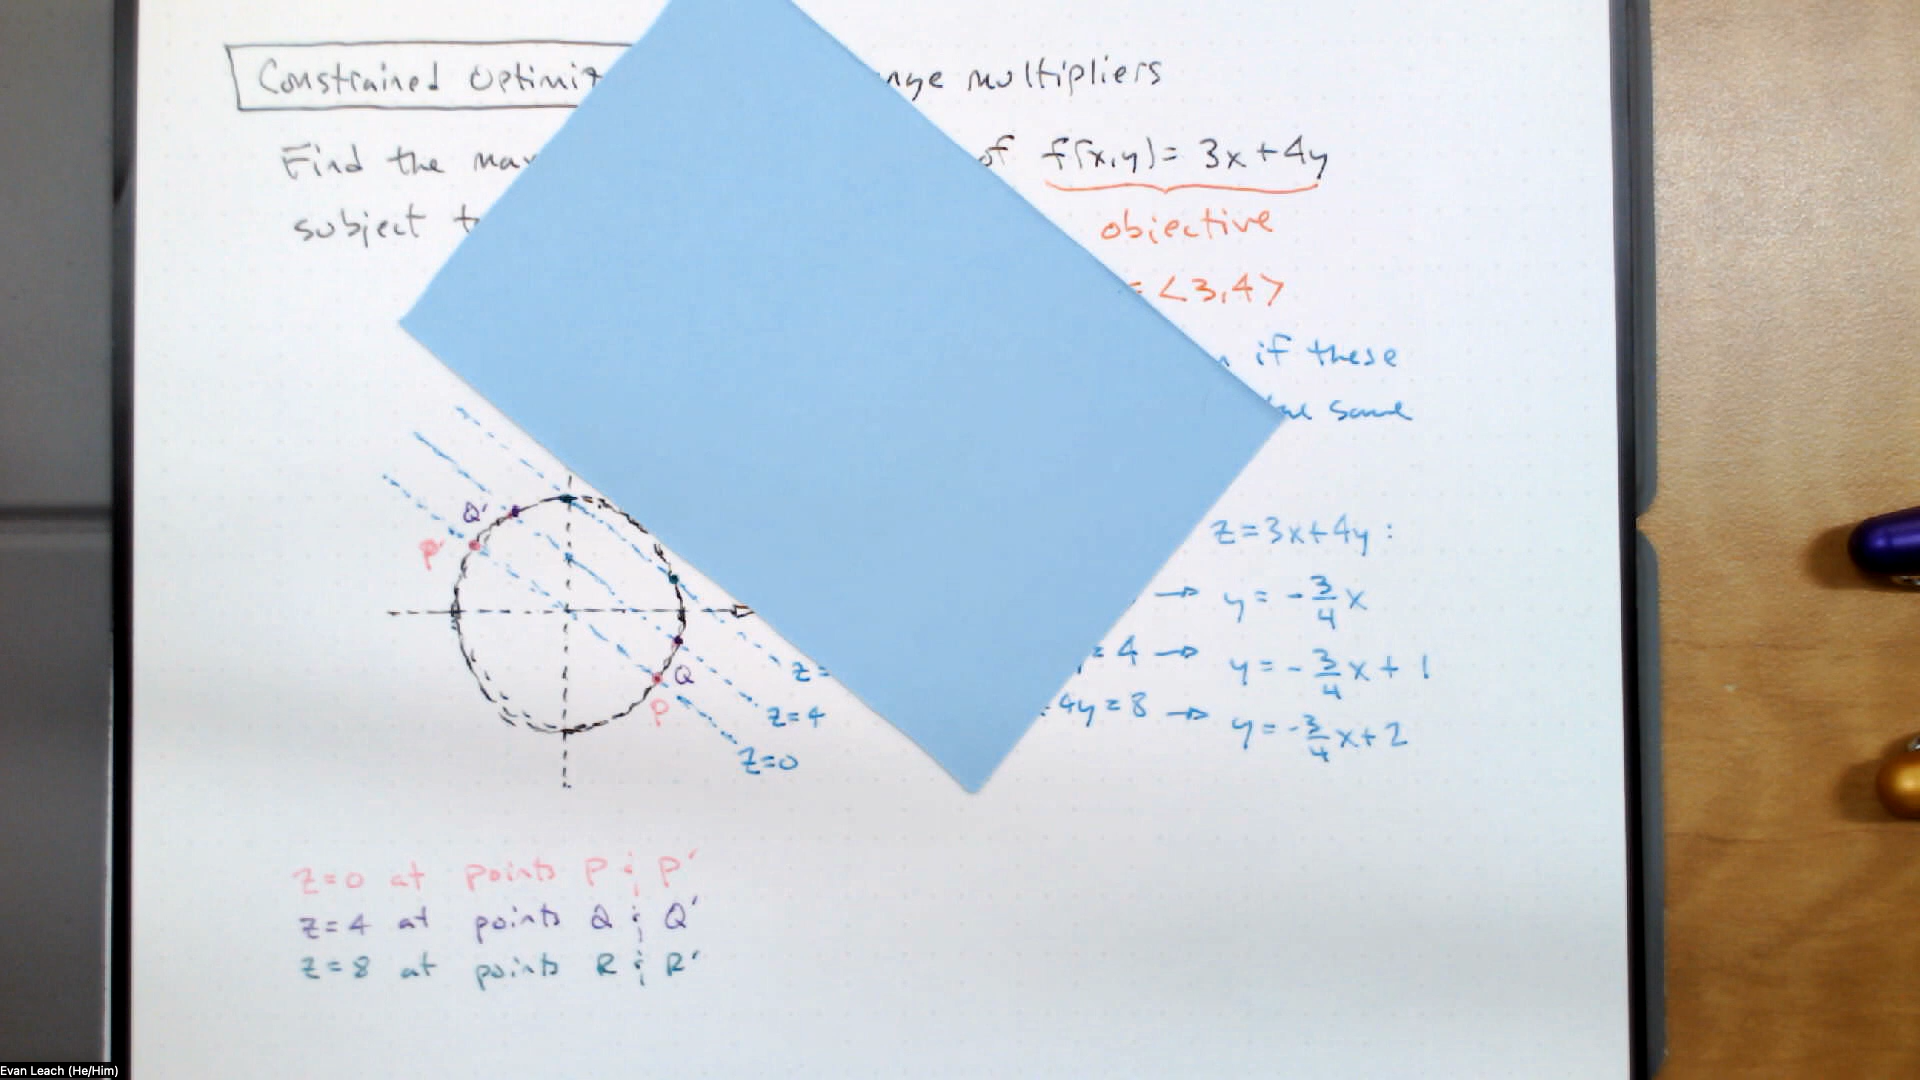 Constrained Optimiz
nge multipliers
Find the max
of f(x,y) = 3x+4y
subject t
objective
= <3,4>
if these
the same
z=3x+4y:
→ y = -3/4 x
= 4 → y = -3/4 x + 1
4y = 8 → y = -3/4 x + 2
Q'
P'
Q
P
z=
z=4
z=0
z=0 at points P & P'
z=4 at points Q & Q'
z=8 at points R & R'
Evan Leach (He/Him)